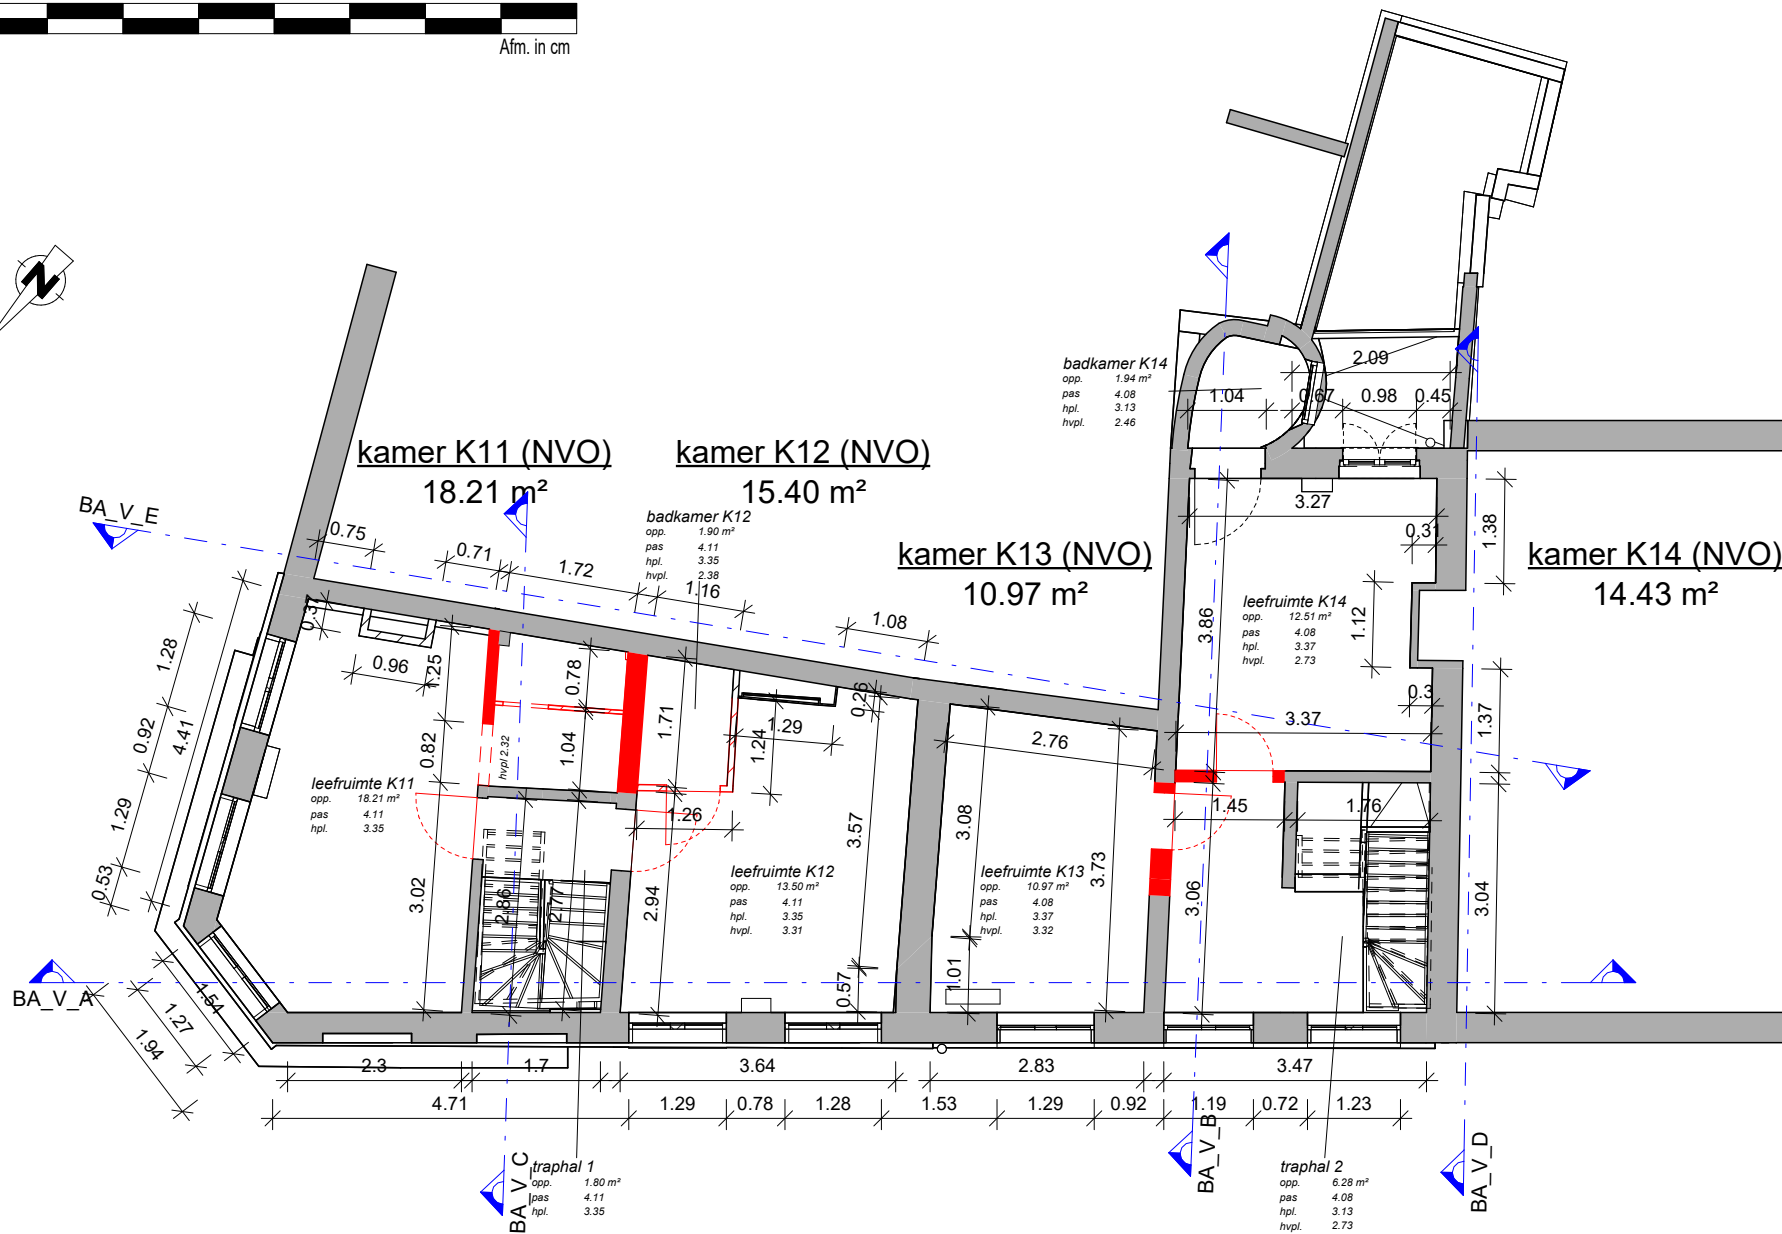 Afm. in cm
N
kamer K11 (NVO)
18.21 m²
kamer K12 (NVO)
15.40 m²
kamer K13 (NVO)
10.97 m²
kamer K14 (NVO)
14.43 m²
badkamer K14
opp. 1.94 m²
pas 4.08
hpl. 3.13
hvpl. 2.46
badkamer K12
opp. 1.90 m²
pas 4.11
hpl. 3.35
hvpl. 2.38
leefruimte K14
opp. 12.51 m²
pas 4.08
hpl. 3.37
hvpl. 2.73
leefruimte K11
opp. 18.21 m²
pas 4.11
hpl. 3.35
leefruimte K12
opp. 13.50 m²
pas 4.11
hpl. 3.35
hvpl. 3.31
leefruimte K13
opp. 10.97 m²
pas 4.08
hpl. 3.37
hvpl. 3.32
traphal 1
opp. 1.80 m²
pas 4.11
hpl. 3.35
traphal 2
opp. 6.28 m²
pas 4.08
hpl. 3.13
hvpl. 2.73
hvpl 2.32
BA_V_E
BA_V_A
BA_V_C
BA_V_B
BA_V_D
2.09
1.04
0.67
0.98
0.45
3.27
0.31
1.38
0.75
0.71
1.72
1.16
1.08
0.37
1.28
0.96
1.25
0.78
1.71
0.26
3.86
1.12
0.92
4.41
0.82
1.04
1.24
1.29
2.76
0.3
3.37
1.37
1.29
0.53
1.26
3.57
3.08
3.73
1.45
1.76
3.02
2.86
2.77
2.94
0.57
1.01
3.06
3.04
1.54
1.27
1.94
2.3
1.7
3.64
2.83
3.47
4.71
1.29
0.78
1.28
1.53
1.29
0.92
1.19
0.72
1.23